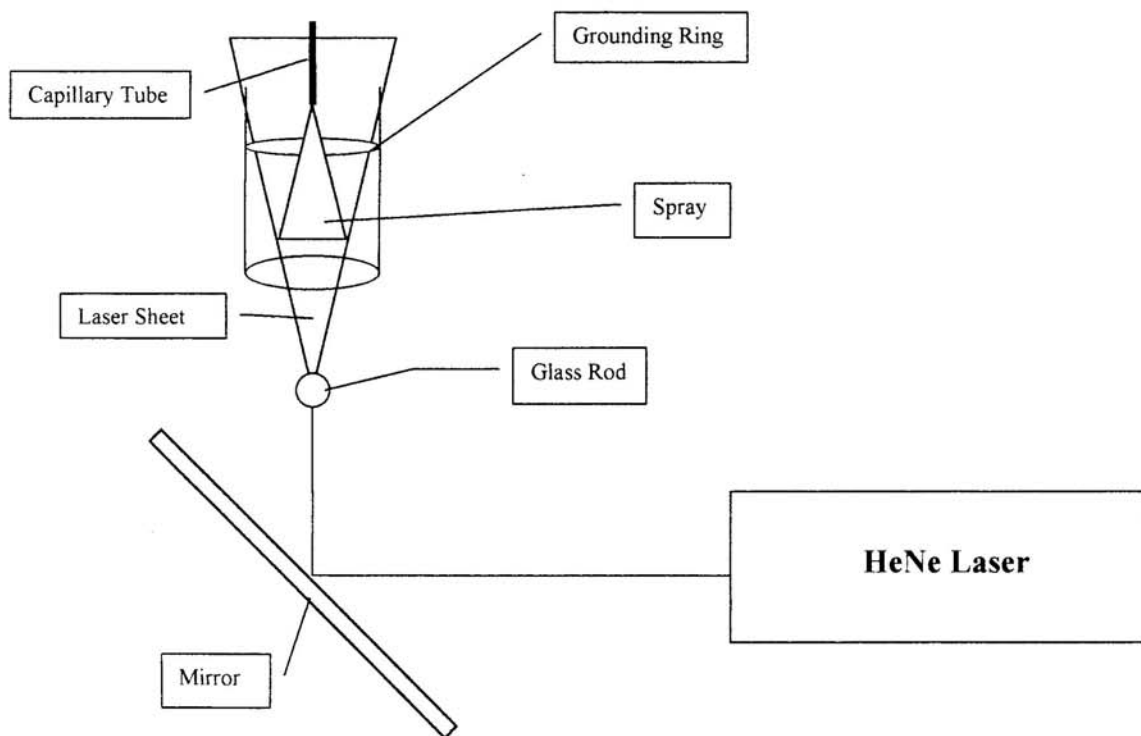 Grounding Ring
Capillary Tube
Spray
Laser Sheet
Glass Rod
HeNe Laser
Mirror